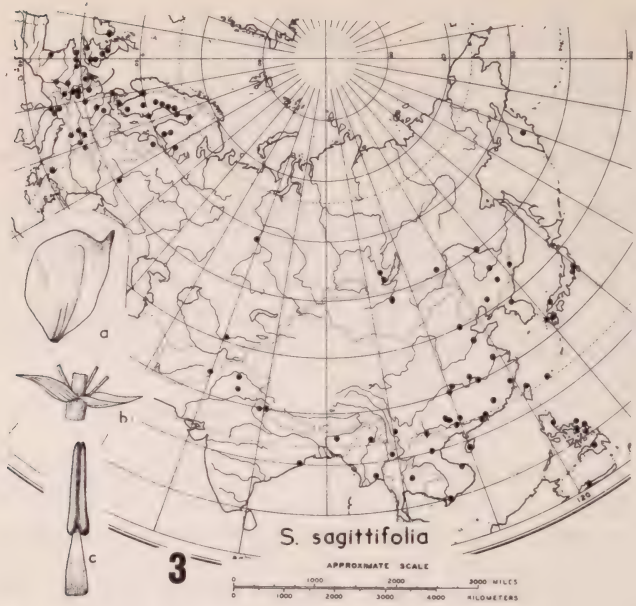 a
b
c
120
3
S. sagittifolia
APPROXIMATE SCALE
0 1000 2000 3000 MILES
0 1000 2000 3000 4000 KILOMETERS